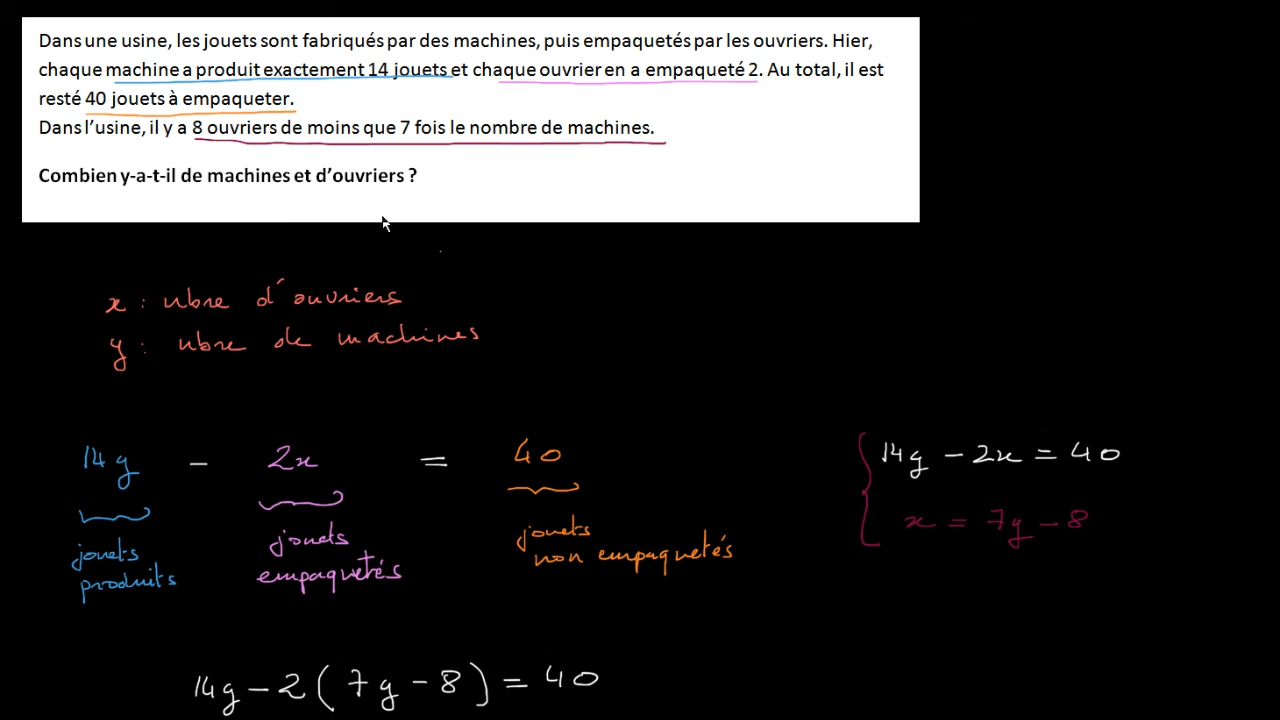 Dans une usine, les jouets sont fabriqués par des machines, puis empaquetés par les ouvriers. Hier,
chaque machine a produit exactement 14 jouets et chaque ouvrier en a empaqueté 2. Au total, il est
resté 40 jouets à empaqueter.
Dans l’usine, il y a 8 ouvriers de moins que 7 fois le nombre de machines.
Combien y-a-t-il de machines et d’ouvriers ?
x : nbre d'ouvriers
y : nbre de machines
14y - 2x = 40
jouets produits
jouets empaquetés
jouets non empaquetés
14y - 2x = 40
x = 7y - 8
14y - 2(7y - 8) = 40